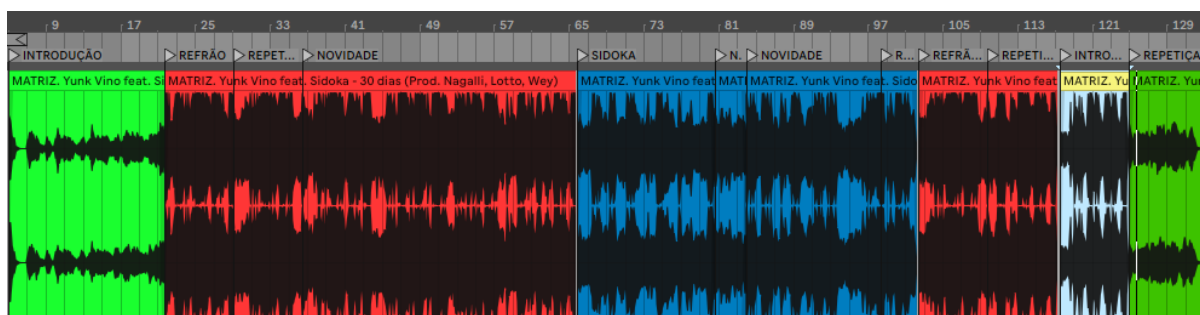 9 17 25 33 41 49 57 65 73 81 89 97 105 113 121 129
INTRODUÇÃO REFRÃO REPET... NOVIDADE SIDOKA N. NOVIDADE R... REFRÃ... REPETI... INTRO... REPETIÇA
MATRIZ. Yunk Vino feat. Si MATRIZ. Yunk Vino feat. Sidoka - 30 dias (Prod. Nagalli, Lotto, Wey) MATRIZ. Yunk Vino feat MATI MATRIZ. Yunk Vino feat. Sido MATRIZ. Yunk Vino feat MATRIZ. Yu MATRIZ. Yun